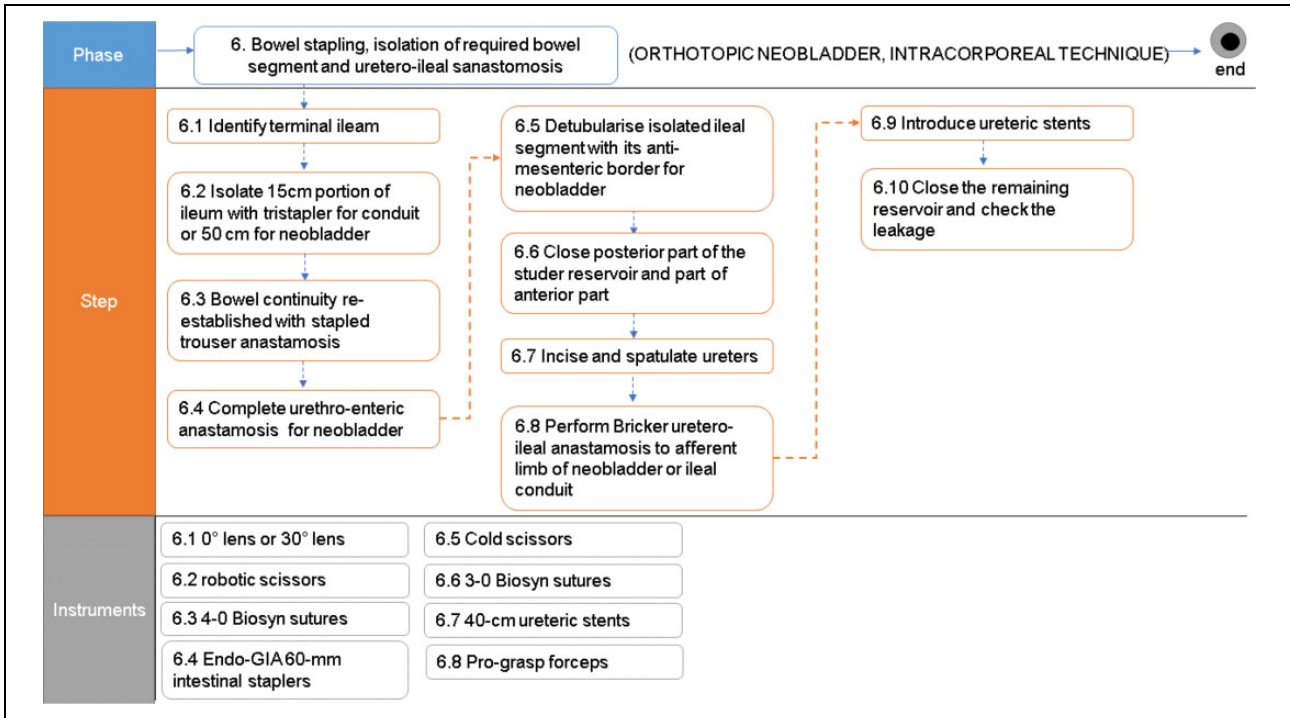 Phase
6. Bowel stapling, isolation of required bowel
segment and uretero-ileal sanastomosis
(ORTHOTOPIC NEOBLADDER, INTRACORPOREAL TECHNIQUE)
end
Step
6.1 Identify terminal ileam
6.2 Isolate 15cm portion of
ileum with tristapler for conduit
or 50 cm for neobladder
6.3 Bowel continuity re-
established with stapled
trouser anastamosis
6.4 Complete urethro-enteric
anastamosis for neobladder
6.5 Detubularise isolated ileal
segment with its anti-
mesenteric border for
neobladder
6.6 Close posterior part of the
studer reservoir and part of
anterior part
6.7 Incise and spatulate ureters
6.8 Perform Bricker uretero-
ileal anastamosis to afferent
limb of neobladder or ileal
conduit
6.9 Introduce ureteric stents
6.10 Close the remaining
reservoir and check the
leakage
Instruments
6.1 0° lens or 30° lens
6.2 robotic scissors
6.3 4-0 Biosyn sutures
6.4 Endo-GIA 60-mm
intestinal staplers
6.5 Cold scissors
6.6 3-0 Biosyn sutures
6.7 40-cm ureteric stents
6.8 Pro-grasp forceps